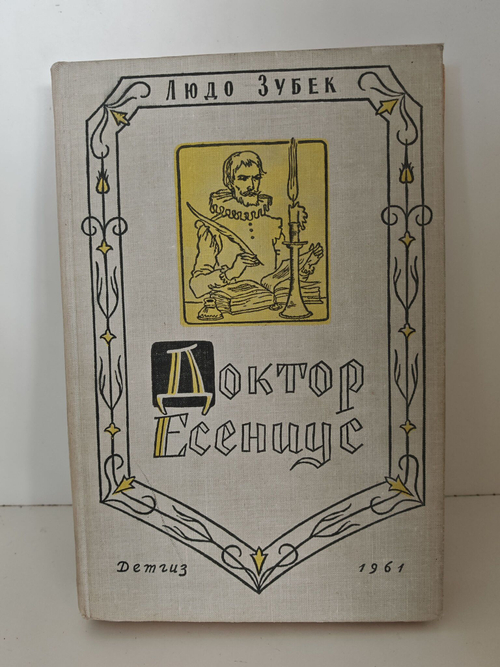 Людо Зубек
Доктор
Есениус
Детгиз 1961